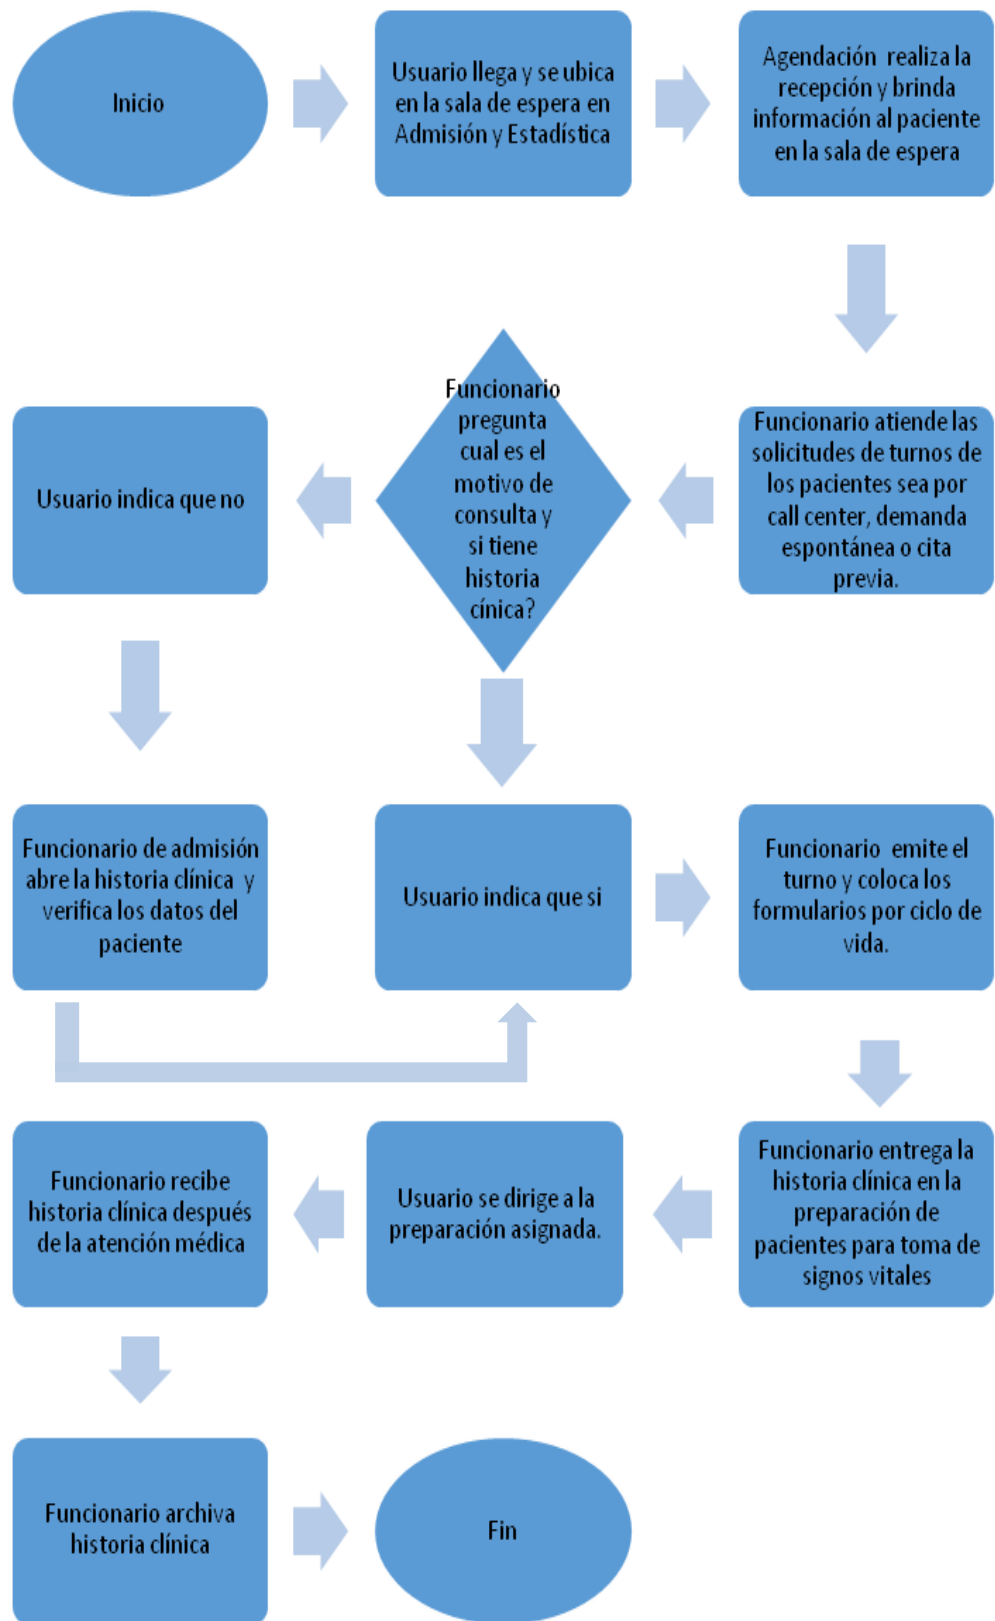 Inicio
Usuario llega y se ubica
en la sala de espera en
Admisión y Estadística
Agendación realiza la
recepción y brinda
información al paciente
en la sala de espera
Funcionario atiende las
solicitudes de turnos de
los pacientes sea por
call center, demanda
espontánea o cita
previa.
Funcionario
pregunta
cual es el
motivo de
consulta y
si tiene
historia
cínica?
Usuario indica que no
Funcionario de admisión
abre la historia clínica y
verifica los datos del
paciente
Usuario indica que si
Funcionario emite el
turno y coloca los
formularios por ciclo de
vida.
Funcionario entrega la
historia clínica en la
preparación de
pacientes para toma de
signos vitales
Usuario se dirige a la
preparación asignada.
Funcionario recibe
historia clínica después
de la atención médica
Funcionario archiva
historia clínica
Fin